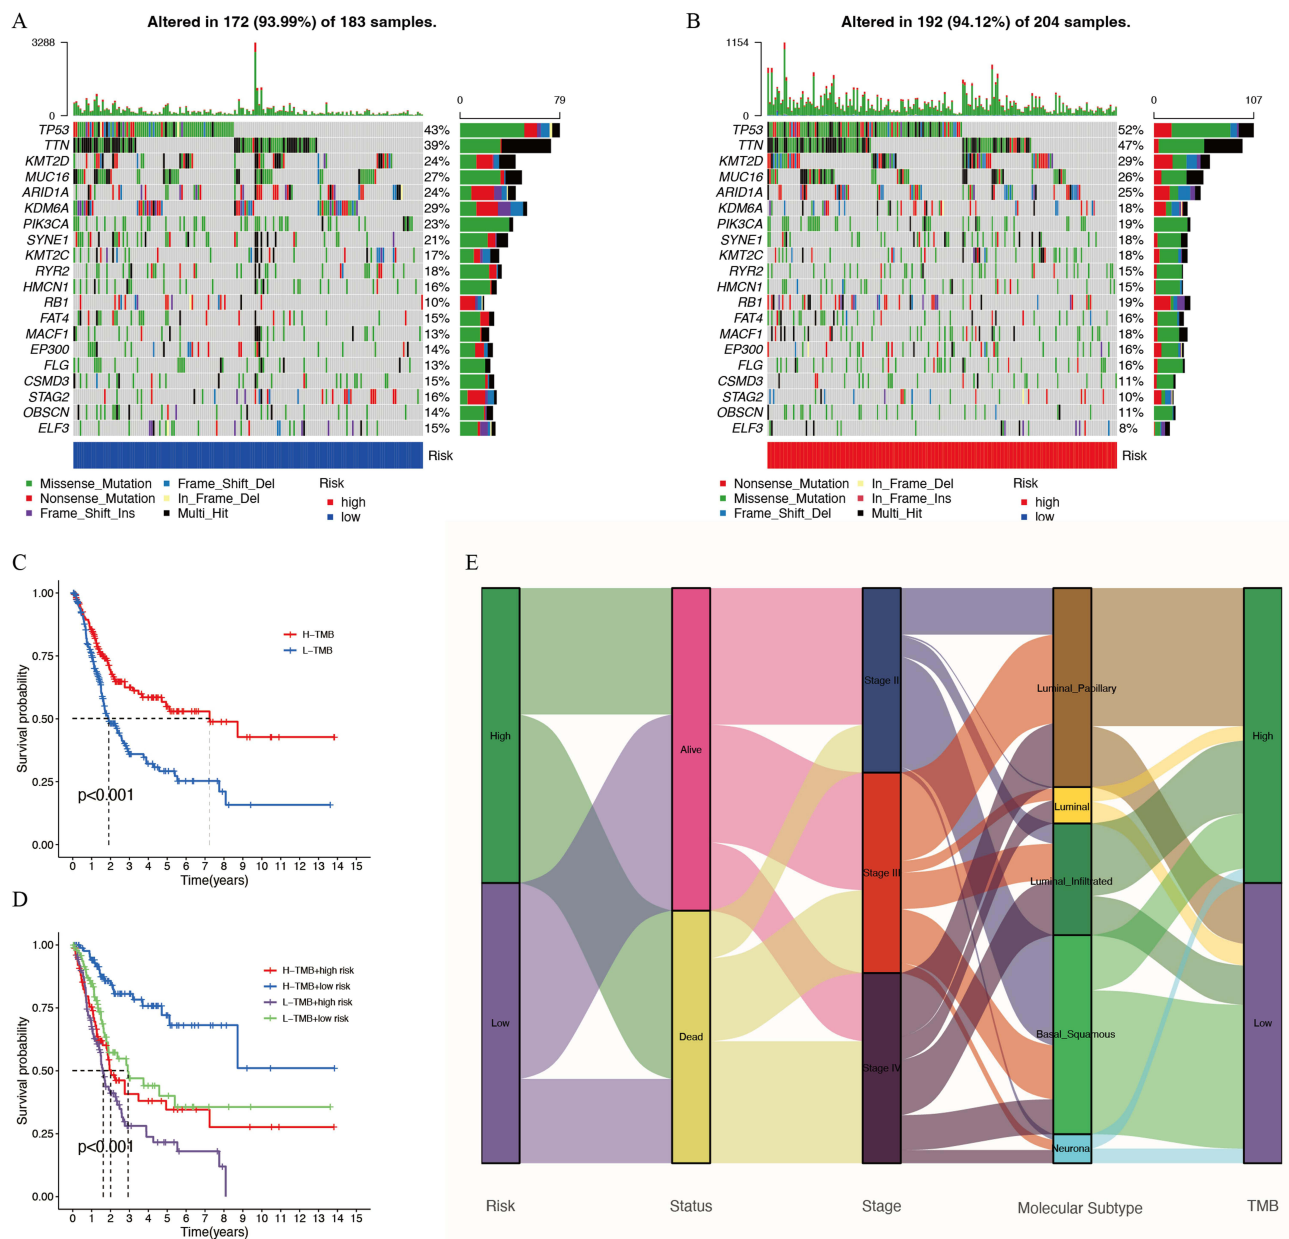 A
Altered in 172 (93.99%) of 183 samples.
3288
0
0 79
TP53 43%
TTN 39%
KMT2D 24%
MUC16 27%
ARID1A 24%
KDM6A 29%
PIK3CA 23%
SYNE1 21%
KMT2C 17%
RYR2 18%
HMCN1 16%
RB1 10%
FAT4 15%
MACF1 13%
EP300 14%
FLG 13%
CSMD3 15%
STAG2 16%
OBSCN 14%
ELF3 15%
Risk
Missense_Mutation Frame_Shift_Del Risk
Nonsense_Mutation In_Frame_Del high
Frame_Shift_Ins Multi_Hit low
B
Altered in 192 (94.12%) of 204 samples.
1154
0
0 107
TP53 52%
TTN 47%
KMT2D 29%
MUC16 26%
ARID1A 25%
KDM6A 18%
PIK3CA 19%
SYNE1 18%
KMT2C 18%
RYR2 15%
HMCN1 15%
RB1 19%
FAT4 16%
MACF1 18%
EP300 16%
FLG 16%
CSMD3 11%
STAG2 10%
OBSCN 11%
ELF3 8%
Risk
Nonsense_Mutation In_Frame_Del Risk
Missense_Mutation In_Frame_Ins high
Frame_Shift_Del Multi_Hit low
C
Survival probability
1.00
0.75
0.50
0.25
0.00
H-TMB
L-TMB
p<0.001
0 1 2 3 4 5 6 7 8 9 10 11 12 13 14 15
Time(years)
D
Survival probability
1.00
0.75
0.50
0.25
0.00
H-TMB+high risk
H-TMB+low risk
L-TMB+high risk
L-TMB+low risk
p<0.001
0 1 2 3 4 5 6 7 8 9 10 11 12 13 14 15
Time(years)
E
High
Low
Alive
Dead
Stage II
Stage III
Stage IV
Luminal_Papillary
Luminal
Luminal_Infiltrated
Basal_Squamous
Neurona
High
Low
Risk Status Stage Molecular Subtype TMB